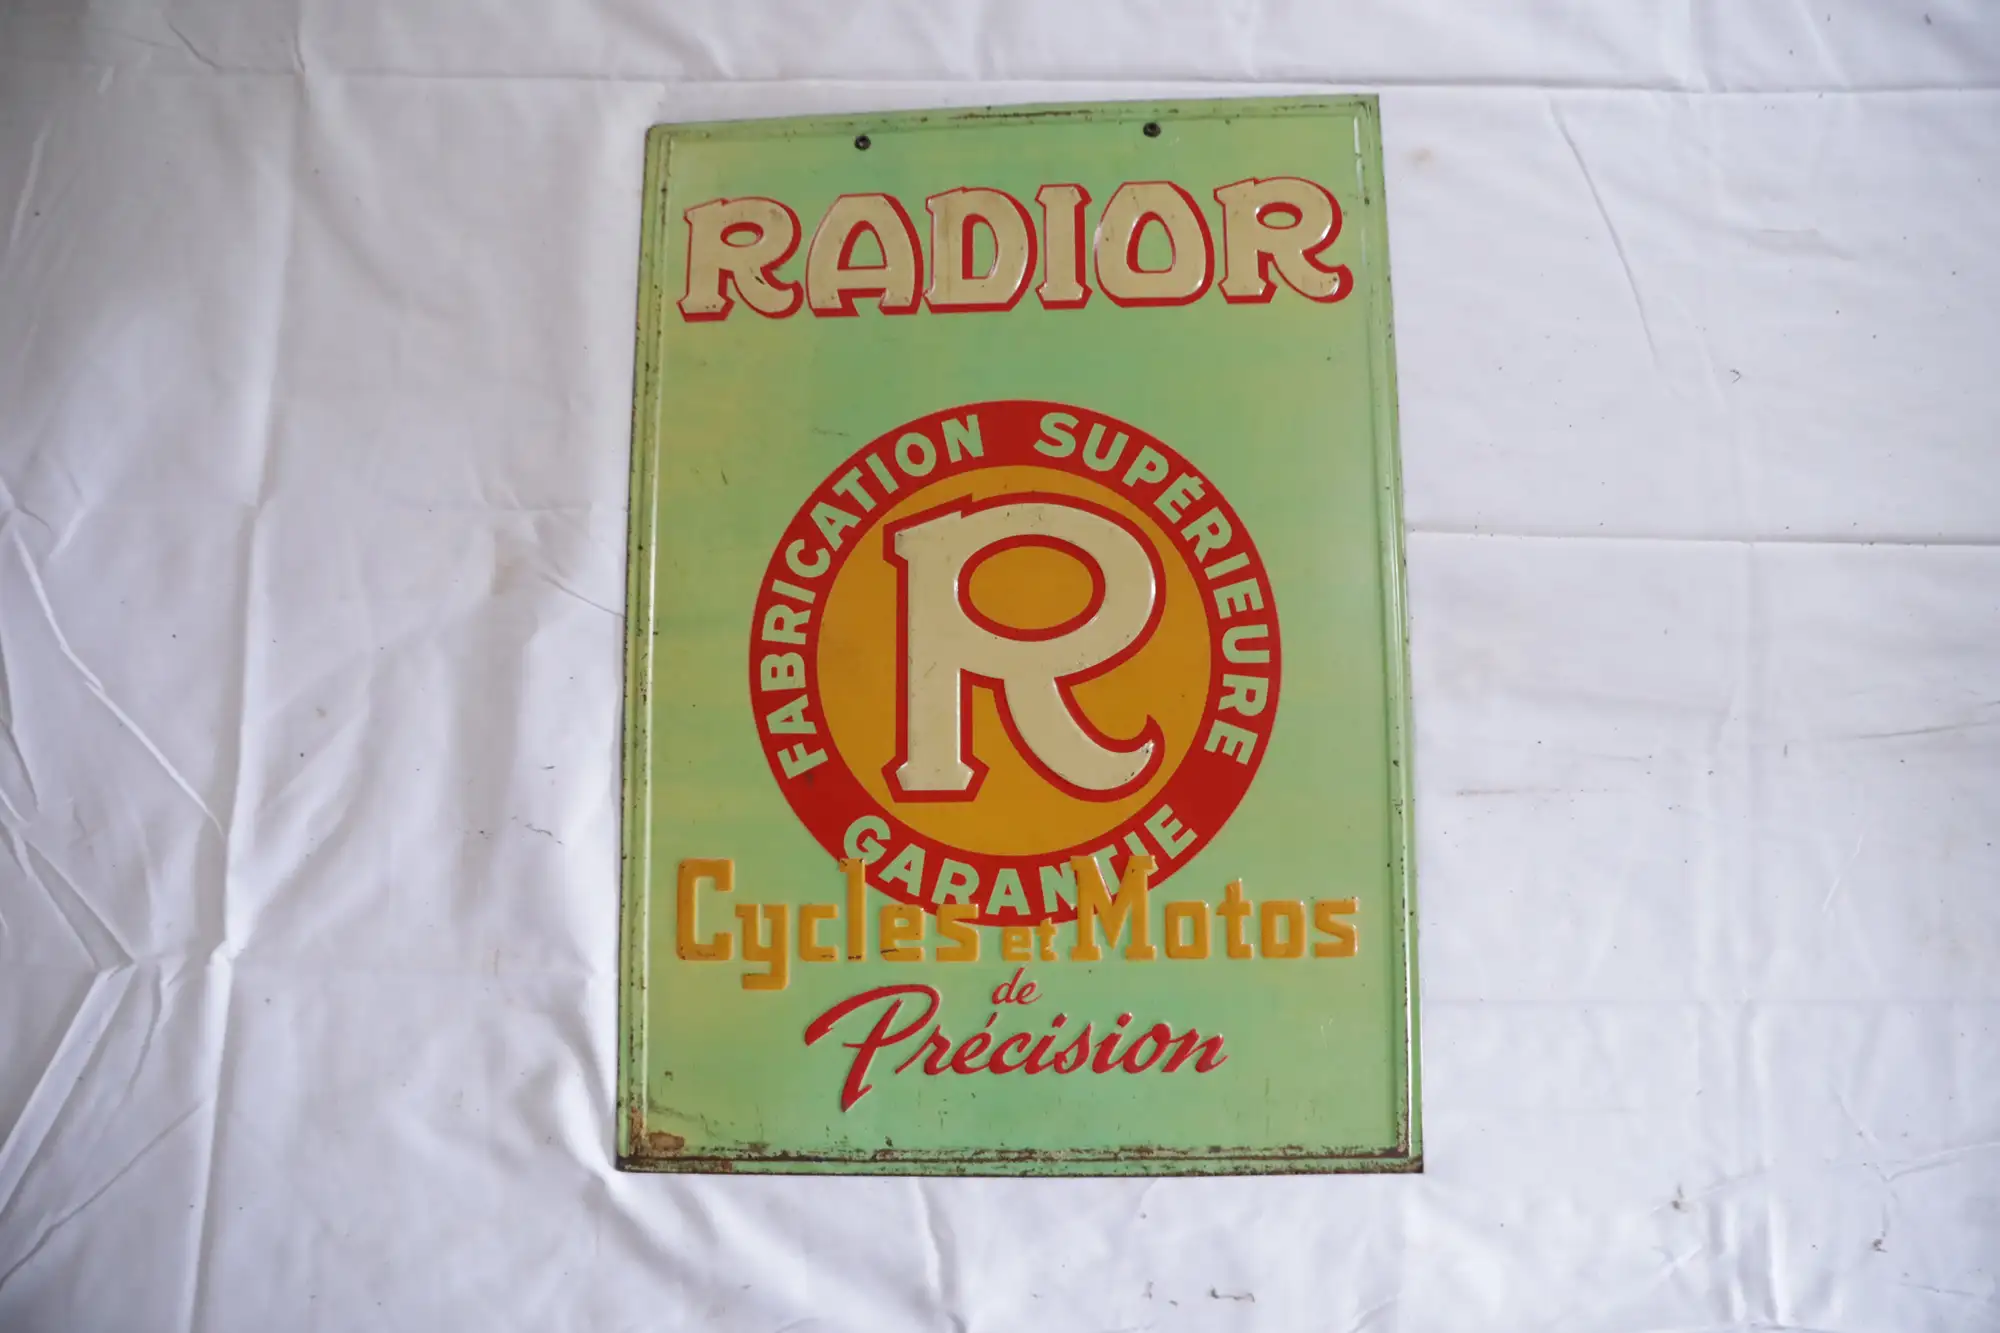 RADIOR
FABRICATION SUPÉRIEURE
R
GARANTIE
Cycles et Motos
de
Précision